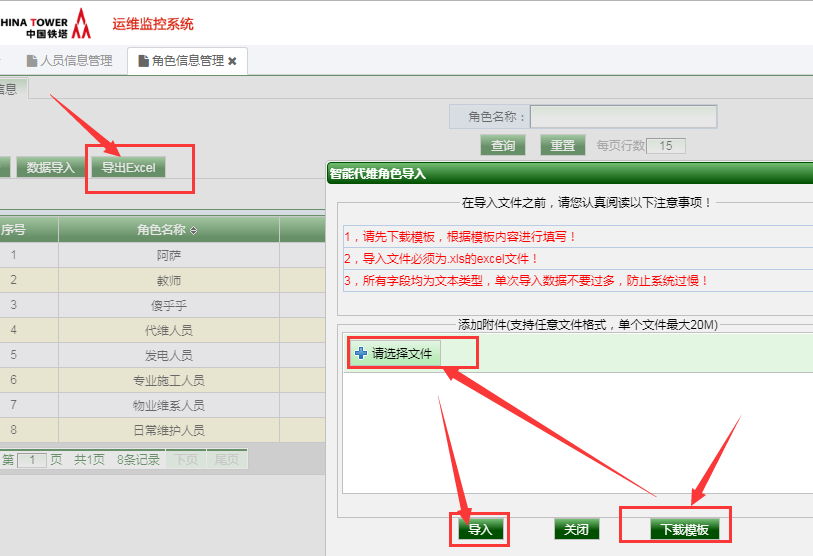 HINA TOWER
中国铁塔
运维监控系统
人员信息管理
角色信息管理
信息
角色名称：
查询
重置
每页行数
15
数据导入
导出Excel
智能代维角色导入
在导入文件之前，请您认真阅读以下注意事项！
1，请先下载模板，根据模板内容进行填写！
2，导入文件必须为.xls的excel文件！
3，所有字段均为文本类型，单次导入数据不要过多，防止系统过慢！
序号 角色名称
1 阿萨
2 教师
3 傻乎乎
4 代维人员
5 发电人员
6 专业施工人员
7 物业维系人员
8 日常维护人员
第 1 页 共1页 8条记录 下页 尾页
添加附件(支持任意文件格式，单个文件最大20M)
请选择文件
导入
关闭
下载模板